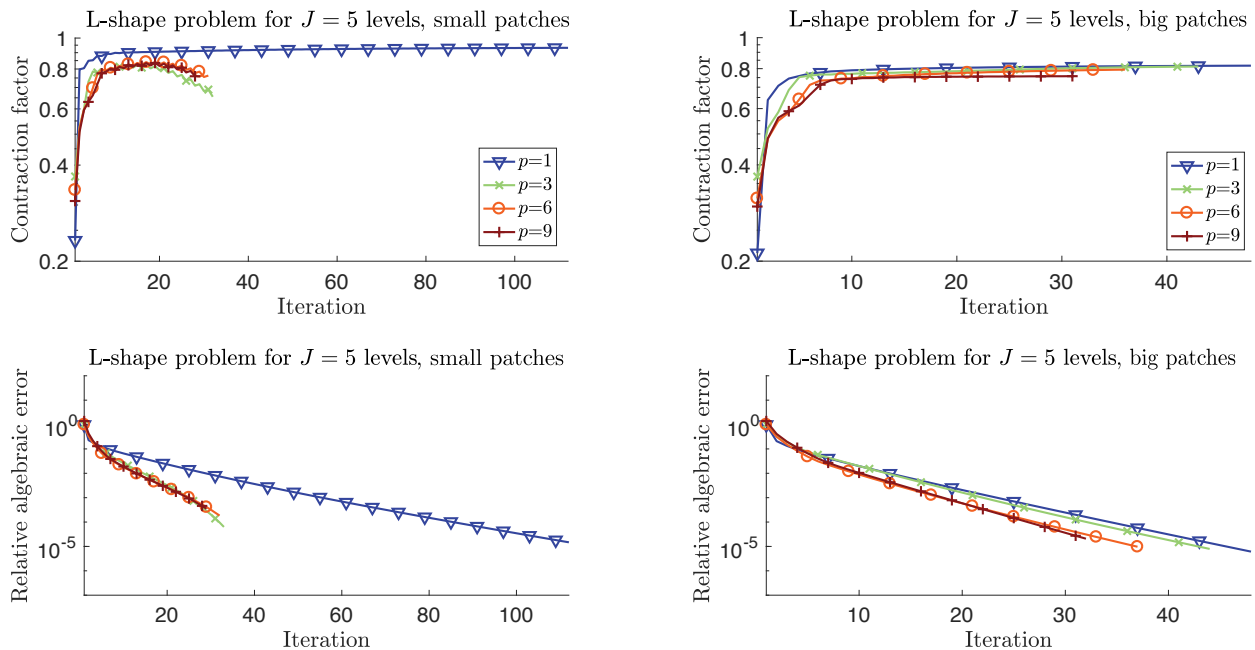 L-shape problem for J = 5 levels, small patches
Contraction factor
1
0.8
0.6
0.4
0.2
20 40 60 80 100
Iteration
p=1
p=3
p=6
p=9
L-shape problem for J = 5 levels, big patches
Contraction factor
1
0.8
0.6
0.4
0.2
10 20 30 40
Iteration
p=1
p=3
p=6
p=9
L-shape problem for J = 5 levels, small patches
Relative algebraic error
10^0
10^-5
20 40 60 80 100
Iteration
L-shape problem for J = 5 levels, big patches
Relative algebraic error
10^0
10^-5
10 20 30 40
Iteration